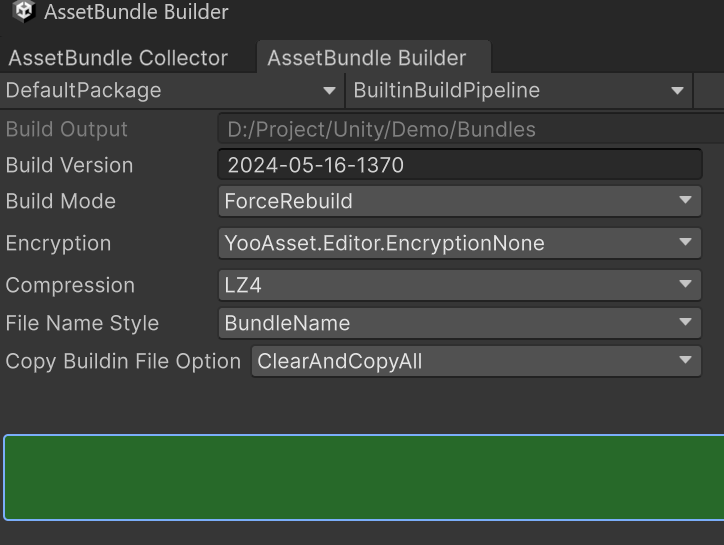 AssetBundle Builder
AssetBundle Collector AssetBundle Builder
DefaultPackage BuiltinBuildPipeline
Build Output D:/Project/Unity/Demo/Bundles
Build Version 2024-05-16-1370
Build Mode ForceRebuild
Encryption YooAsset.Editor.EncryptionNone
Compression LZ4
File Name Style BundleName
Copy Buildin File Option ClearAndCopyAll